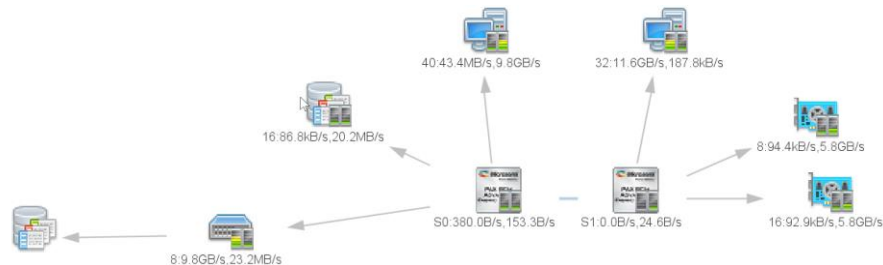 40:43.4MB/s,9.8GB/s
32:11.6GB/s,187.8kB/s
16:86.8kB/s,20.2MB/s
8:94.4kB/s,5.8GB/s
Microsemi
Microsemi
S0:380.0B/s,153.3B/s
S1:0.0B/s,24.6B/s
16:92.9kB/s,5.8GB/s
8:9.8GB/s,23.2MB/s